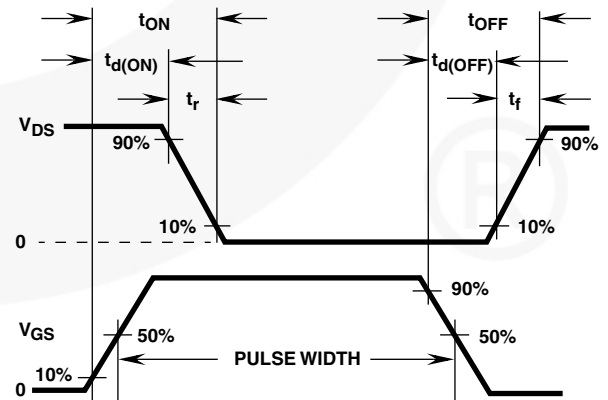 tON tOFF
td(ON) td(OFF)
tr tf
VDS
90% 90%
10% 10%
0
90%
VGS 50% 50%
PULSE WIDTH
10%
0
R